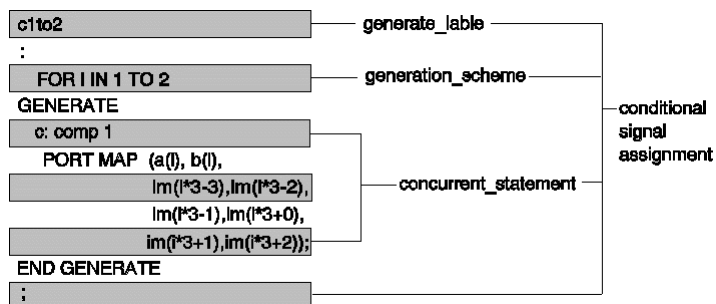 c1to2
generate_lable
:
FOR I IN 1 TO 2
generation_scheme
GENERATE
conditional
signal
assignment
c: comp 1
PORT MAP (a(I), b(I),
concurrent_statement
Im(I*3-3),Im(I*3-2),
Im(I*3-1),Im(I*3+0),
im(I*3+1),im(I*3+2));
END GENERATE
;